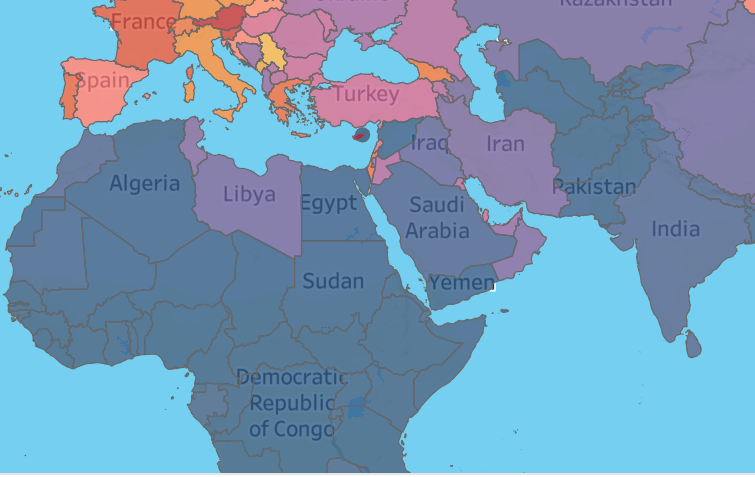 Ukraine
Kazakhstan
France
Spain
Turkey
Iraq
Iran
Algeria
Libya
Egypt
Pakistan
Saudi
Arabia
India
Sudan
Yemen
Democratic
Republic
of Congo